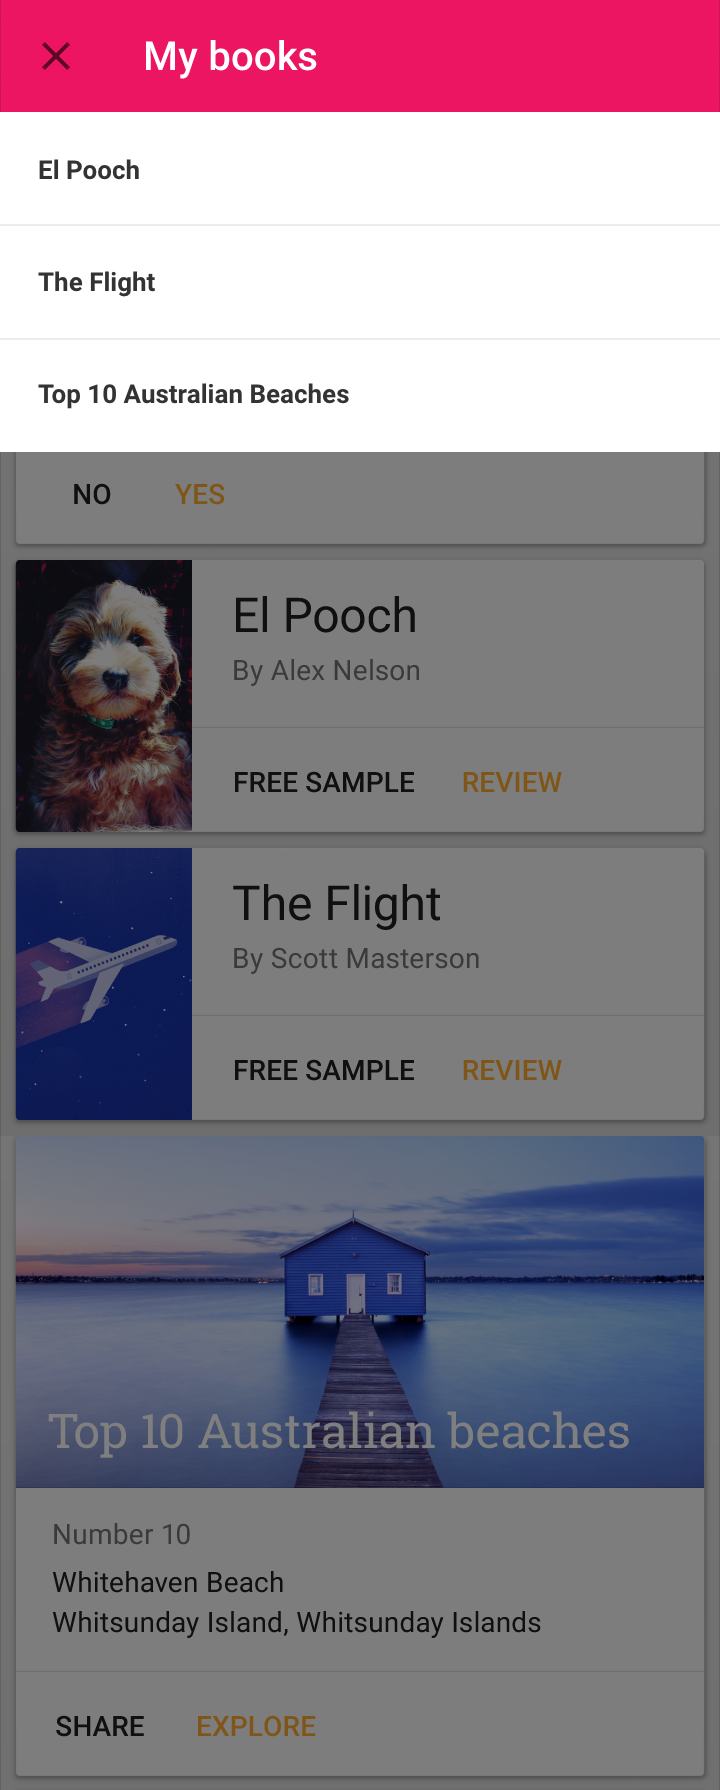 My books
El Pooch
The Flight
Top 10 Australian Beaches
NO YES
El Pooch
By Alex Nelson
FREE SAMPLE REVIEW
The Flight
By Scott Masterson
FREE SAMPLE REVIEW
Top 10 Australian beaches
Number 10
Whitehaven Beach
Whitsunday Island, Whitsunday Islands
SHARE EXPLORE